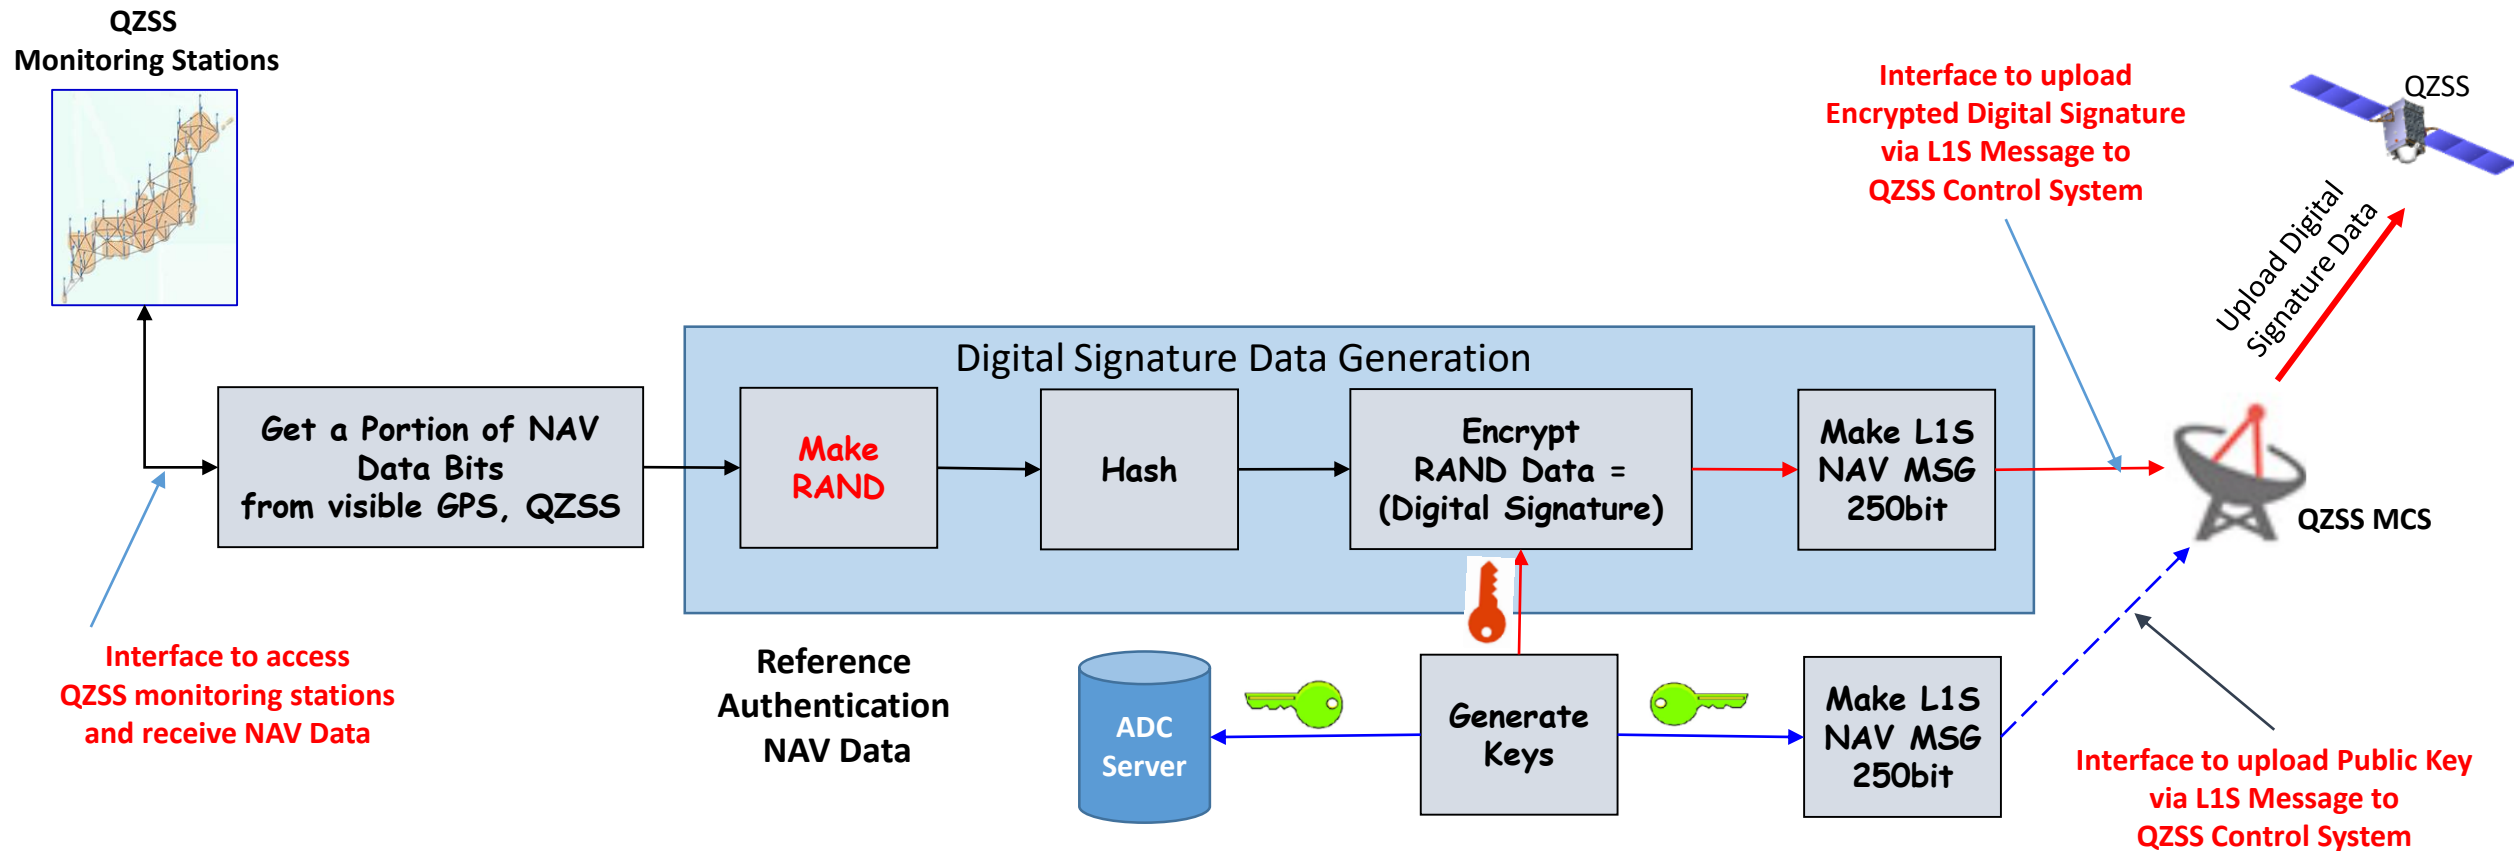 QZSS
Monitoring Stations
Interface to upload
Encrypted Digital Signature
via L1S Message to
QZSS Control System
QZSS
Upload Digital
Signature Data
Digital Signature Data Generation
Get a Portion of NAV
Data Bits
from visible GPS, QZSS
Make
RAND
Hash
Encrypt
RAND Data =
(Digital Signature)
Make L1S
NAV MSG
250bit
QZSS MCS
Interface to access
QZSS monitoring stations
and receive NAV Data
Reference
Authentication
NAV Data
ADC
Server
Generate
Keys
Make L1S
NAV MSG
250bit
Interface to upload Public Key
via L1S Message to
QZSS Control System